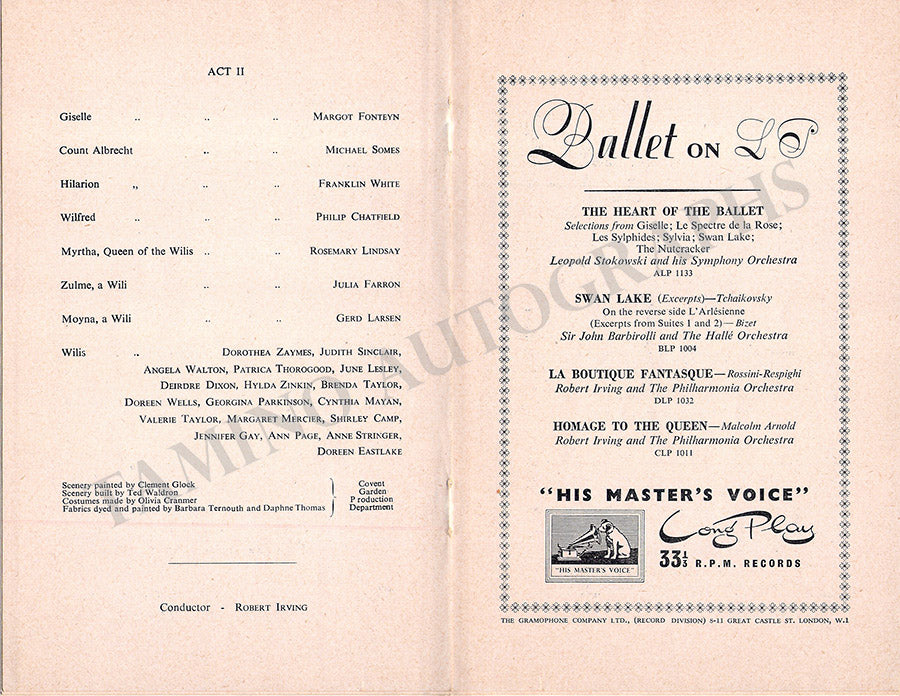 ACT II
Giselle .. .. .. MARGOT FONTEYN
Count Albrecht .. .. MICHAEL SOMES
Hilarion ,, .. .. FRANKLIN WHITE
Wilfred .. .. .. PHILIP CHATFIELD
Myrtha, Queen of the Wilis .. .. ROSEMARY LINDSAY
Zulme, a Wili .. .. JULIA FARRON
Moyna, a Wili .. .. GERD LARSEN
Wilis .. DOROTHEA ZAYMES, JUDITH SINCLAIR,
ANGELA WALTON, PATRICA THOROGOOD, JUNE LESLEY,
DEIRDRE DIXON, HYLDA ZINKIN, BRENDA TAYLOR,
DOREEN WELLS, GEORGINA PARKINSON, CYNTHIA MAYAN,
VALERIE TAYLOR, MARGARET MERCIER, SHIRLEY CAMP,
JENNIFER GAY, ANN PAGE, ANNE STRINGER,
DOREEN EASTLAKE
Scenery painted by Clement Glock
Scenery built by Ted Waldron
Costumes made by Olivia Cranmer
Fabrics dyed and painted by Barbara Ternouth and Daphne Thomas
Covent
Garden
Production
Department
Conductor - ROBERT IRVING
Ballet ON LP
THE HEART OF THE BALLET
Selections from Giselle; Le Spectre de la Rose;
Les Sylphides; Sylvia; Swan Lake;
The Nutcracker
Leopold Stokowski and his Symphony Orchestra
ALP 1133
SWAN LAKE (Excerpts)—Tchaikovsky
On the reverse side L'Arlésienne
(Excerpts from Suites 1 and 2)—Bizet
Sir John Barbirolli and The Hallé Orchestra
BLP 1004
LA BOUTIQUE FANTASQUE—Rossini-Respighi
Robert Irving and The Philharmonia Orchestra
DLP 1032
HOMAGE TO THE QUEEN—Malcolm Arnold
Robert Irving and The Philharmonia Orchestra
CLP 1011
"HIS MASTER'S VOICE"
Long Play
33⅓ R.P.M. RECORDS
"HIS MASTER'S VOICE"
THE GRAMOPHONE COMPANY LTD., (RECORD DIVISION) 8-11 GREAT CASTLE ST. LONDON, W.1
TAMINO AUTOGRAPHS